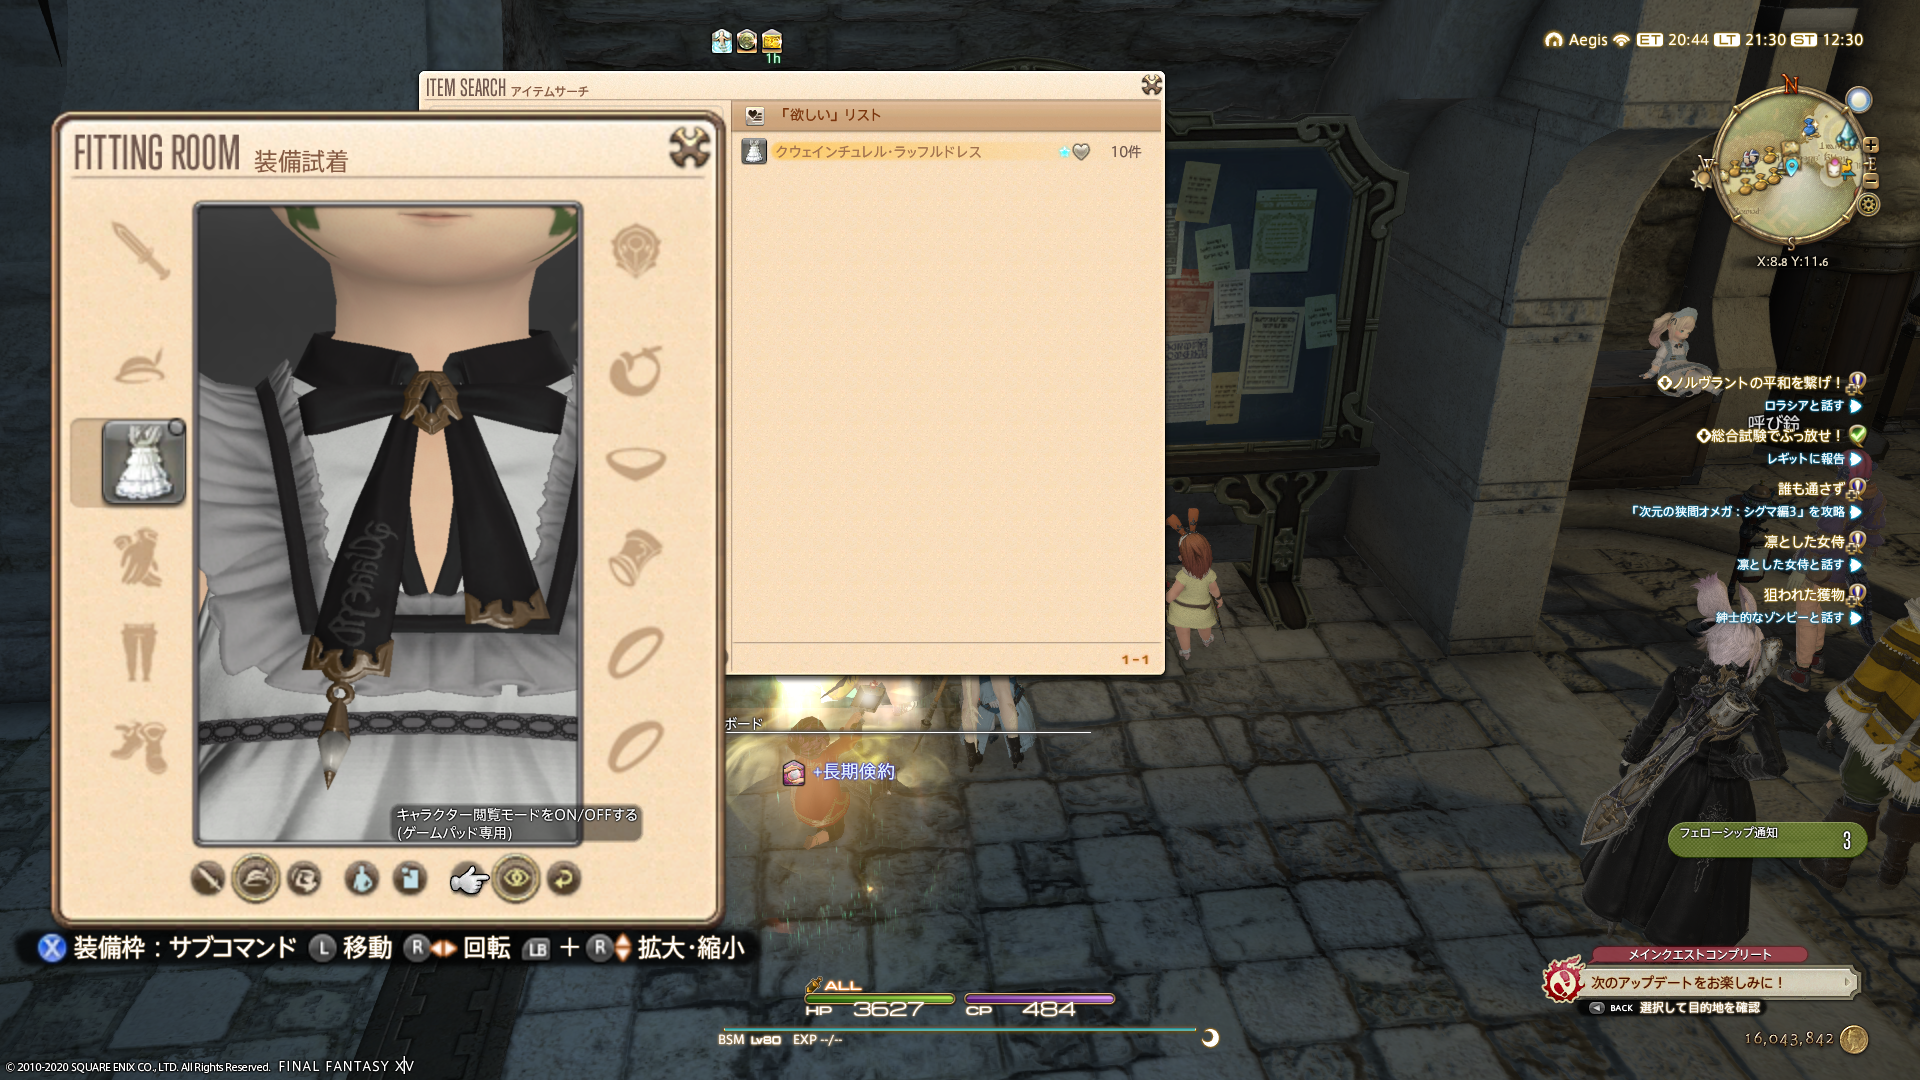 Aegis ET 20:44 LT 21:30 ST 12:30
1h
ITEM SEARCH アイテムサーチ
「欲しい」リスト
クウェインチュレル・ラッフルドレス 10件
1-1
FITTING ROOM 装備試着
キャラクター閲覧モードをON/OFFする
(ゲームパッド専用)
X 装備枠:サブコマンド L 移動 R 回転 LB + R 拡大・縮小
N
W
E
S
X:8.8 Y:11.6
ノルヴラントの平和を繋げ!
ロラシアと話す
呼び鈴
総合試験でぶっ放せ!
レギットに報告
誰も通さず
「次元の狭間オメガ:シグマ編3」を攻略
凛とした女侍
凛とした女侍と話す
狙われた獲物
紳士的なゾンビーと話す
ボード
+長期倹約
フェローシップ通知 3
メインクエストコンプリート
次のアップデートをお楽しみに!
BACK 選択して目的地を確認
16,043,842
ALL
HP 3627 CP 484
BSM Lv80 EXP --/--
© 2010-2020 SQUARE ENIX CO., LTD. All Rights Reserved. FINAL FANTASY XIV